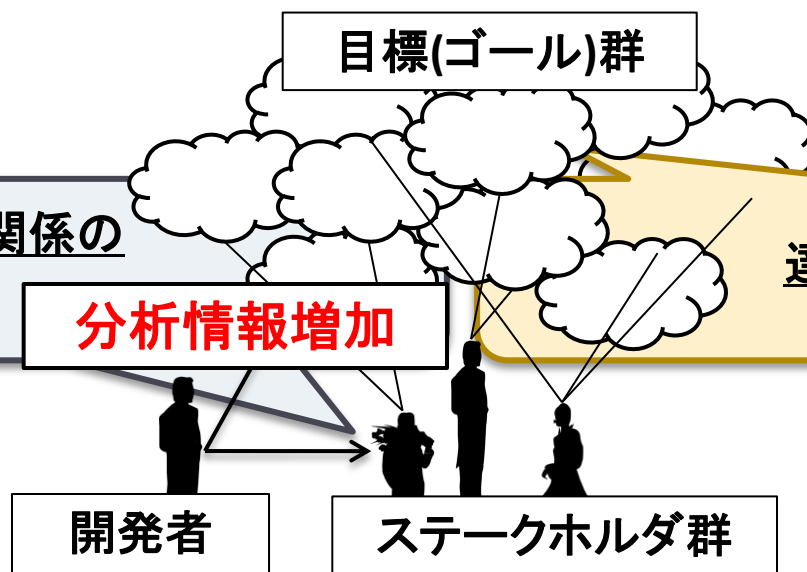 目標(ゴール)群
関係の
分析情報増加
開発者
ステークホルダ群